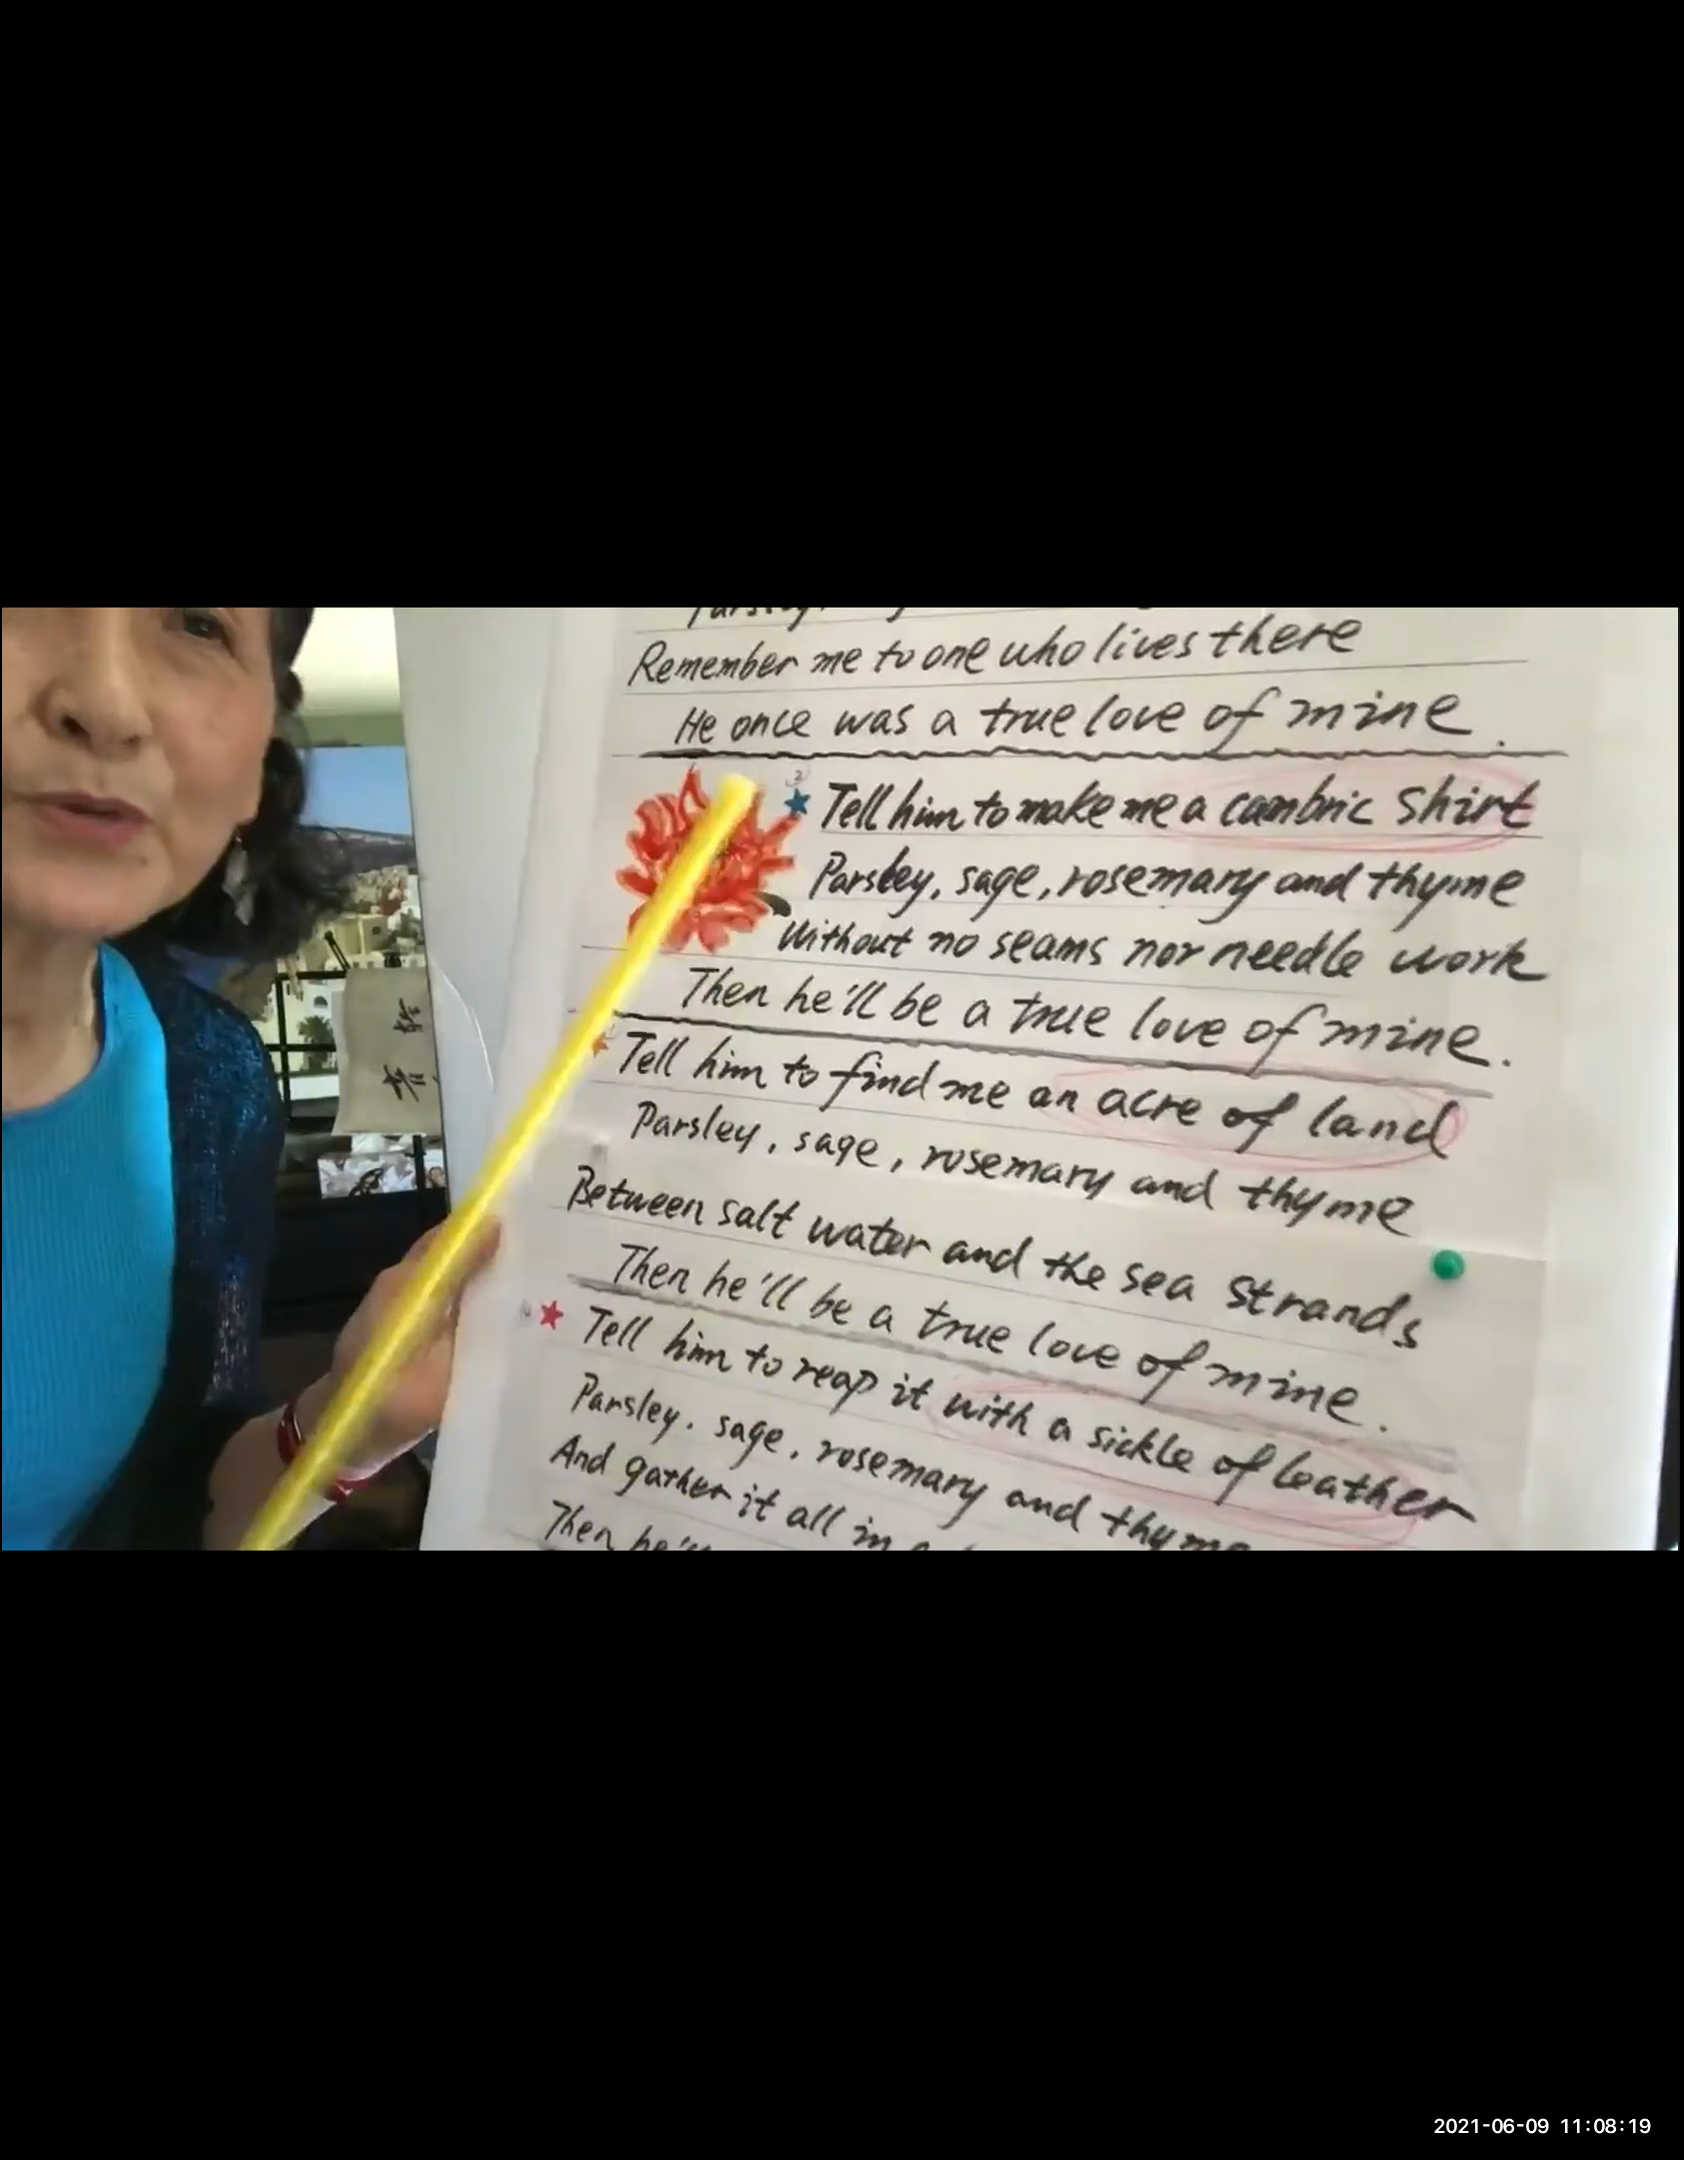 Remember me to one who lives there
He once was a true love of mine.
Tell him to make me a cambric shirt
Parsley, sage, rosemary and thyme
Without no seams nor needle work
Then he'll be a true love of mine.
Tell him to find me an acre of land
Parsley, sage, rosemary and thyme
Between salt water and the sea strands
Then he'll be a true love of mine.
Tell him to reap it with a sickle of leather
Parsley, sage, rosemary and thyme
And gather it all in a
Then he'll
2021-06-09 11:08:19